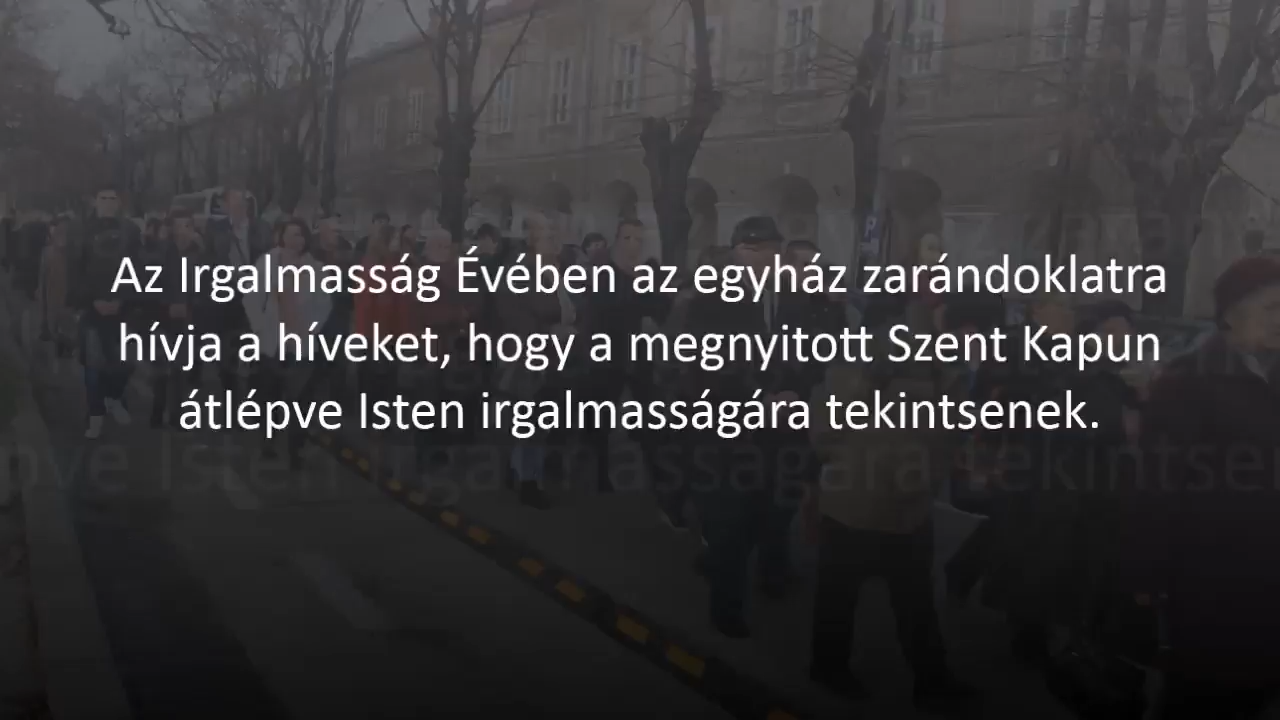 Az Irgalmasság Évében az egyház zarándoklatra
hívja a híveket, hogy a megnyitott Szent Kapun
átlépve Isten irgalmasságára tekintsenek.